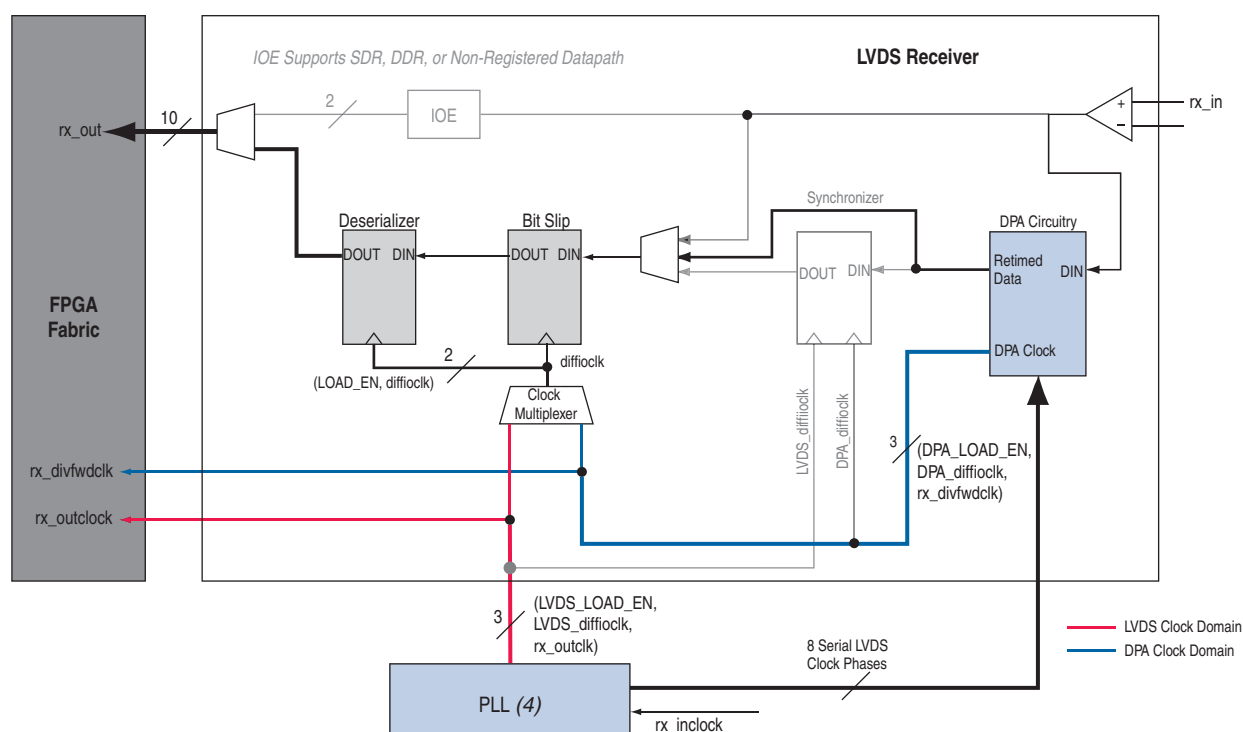 IOE Supports SDR, DDR, or Non-Registered Datapath
LVDS Receiver
2
IOE
+
–
rx_in
rx_out
10
Synchronizer
Deserializer
Bit Slip
DPA Circuitry
DOUT
DIN
DOUT
DIN
DOUT
DIN
Retimed
Data
DIN
FPGA
Fabric
DPA Clock
2
diffioclk
(LOAD_EN, diffioclk)
Clock
Multiplexer
LVDS_diffiioclk
DPA_diffioclk
3
(DPA_LOAD_EN,
DPA_diffioclk,
rx_divfwdclk)
rx_divfwdclk
rx_outclock
3
(LVDS_LOAD_EN,
LVDS_diffioclk,
rx_outclk)
8 Serial LVDS
Clock Phases
LVDS Clock Domain
DPA Clock Domain
PLL (4)
rx_inclock